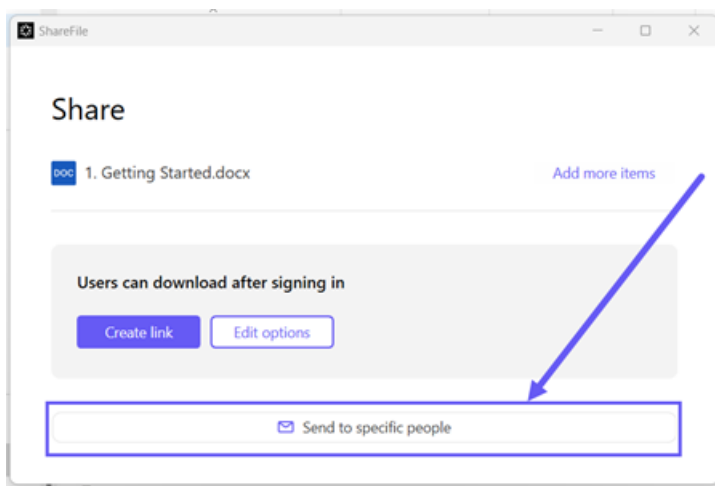 ShareFile
Share
DOC 1. Getting Started.docx Add more items
Users can download after signing in
Create link Edit options
Send to specific people